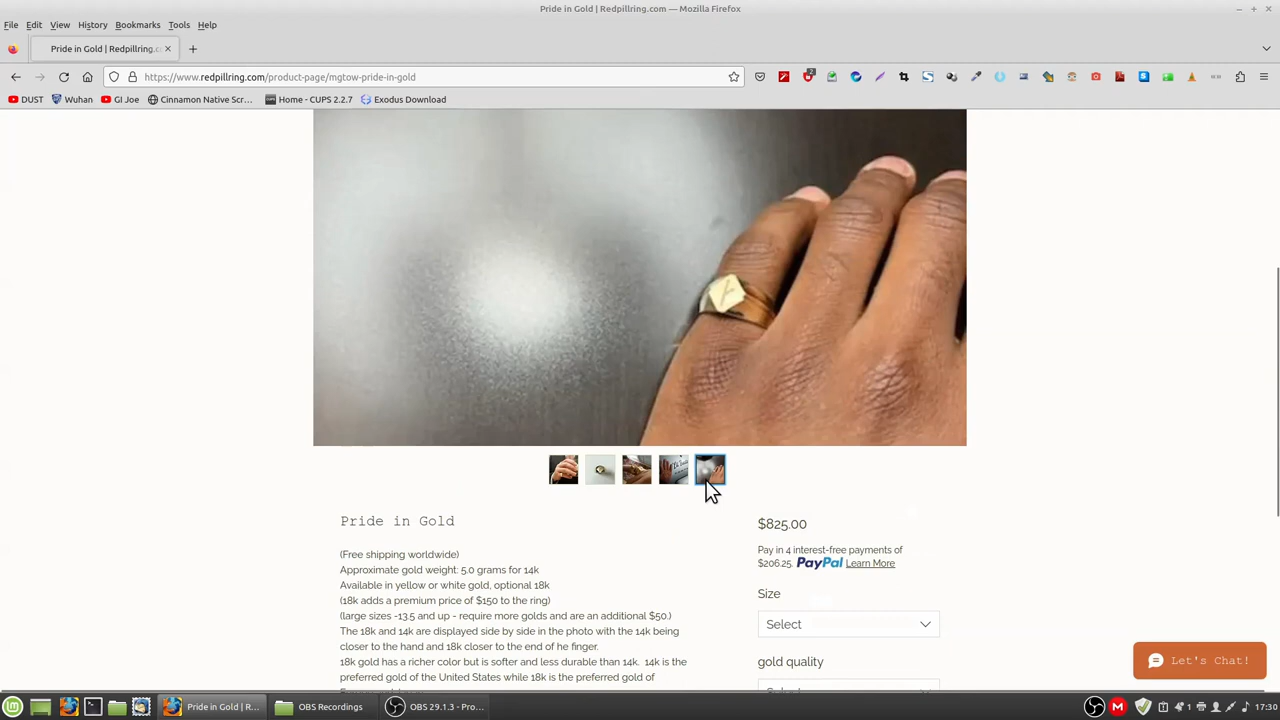 Pride in Gold | Redpillring.com — Mozilla Firefox
File Edit View History Bookmarks Tools Help
Pride in Gold | Redpillring.c
https://www.redpillring.com/product-page/mgtow-pride-in-gold
DUST Wuhan GI Joe Cinnamon Native Scr... Home - CUPS 2.2.7 Exodus Download
Pride in Gold
(Free shipping worldwide)
Approximate gold weight: 5.0 grams for 14k
Available in yellow or white gold, optional 18k
(18k adds a premium price of $150 to the ring)
(large sizes -13.5 and up - require more golds and are an additional $50.)
The 18k and 14k are displayed side by side in the photo with the 14k being
closer to the hand and 18k closer to the end of he finger.
18k gold has a richer color but is softer and less durable than 14k. 14k is the
preferred gold of the United States while 18k is the preferred gold of
$825.00
Pay in 4 interest-free payments of
$206.25. PayPal Learn More
Size
Select
gold quality
Let's Chat!
Pride in Gold | R... OBS Recordings OBS 29.1.3 - Pro... 1 17:30